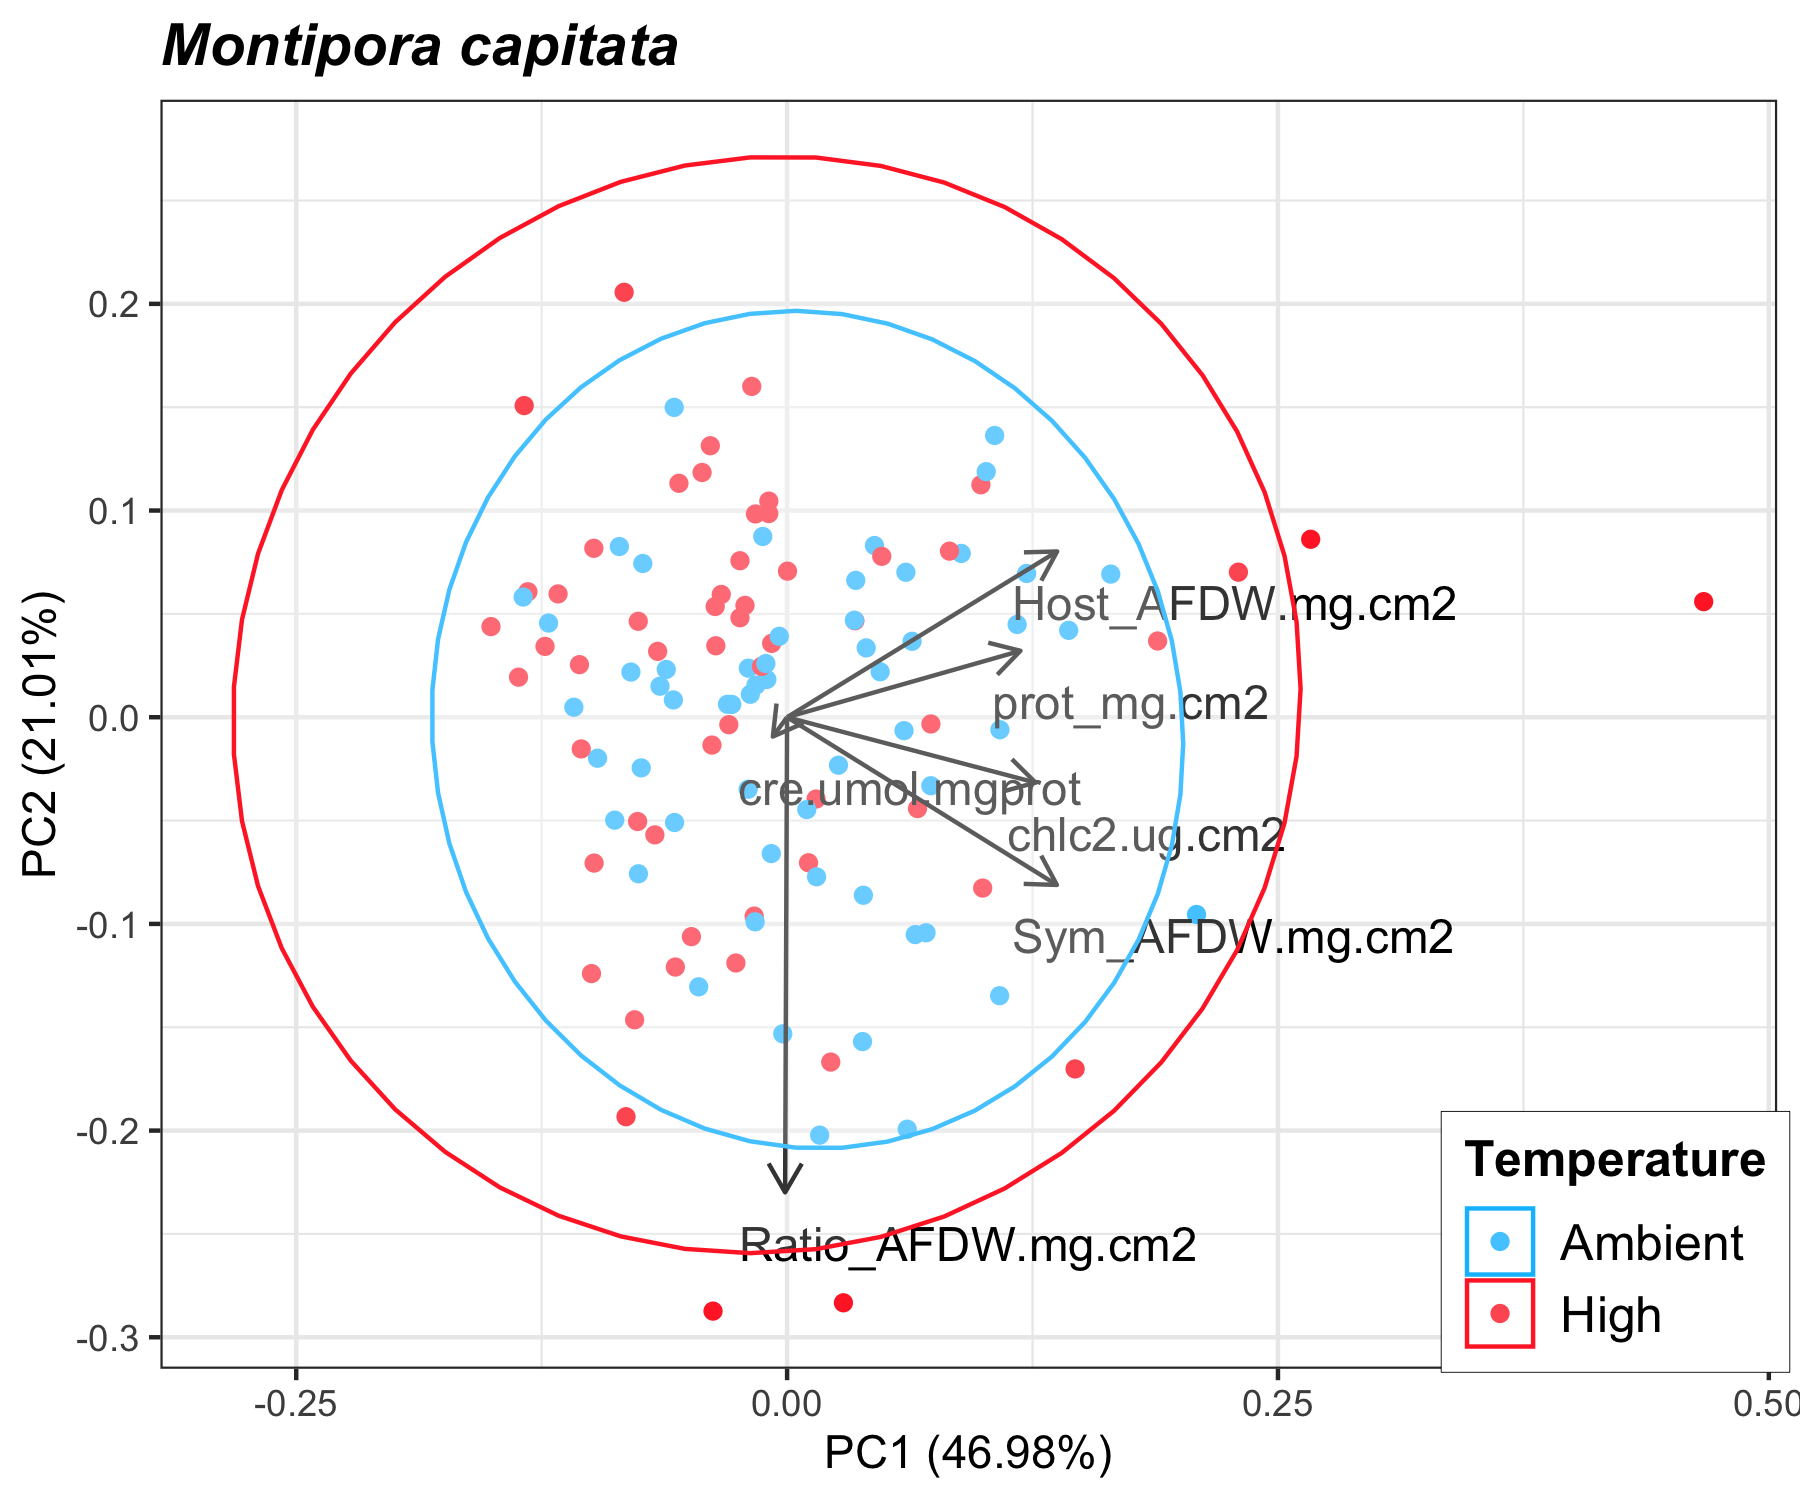 Montipora capitata
PC2 (21.01%)
0.2
0.1
0.0
-0.1
-0.2
-0.3
Host_AFDW.mg.cm2
prot_mg.cm2
cre.umol.mgprot
chlc2.ug.cm2
Sym_AFDW.mg.cm2
Ratio_AFDW.mg.cm2
Temperature
Ambient
High
-0.25
0.00
0.25
0.50
PC1 (46.98%)